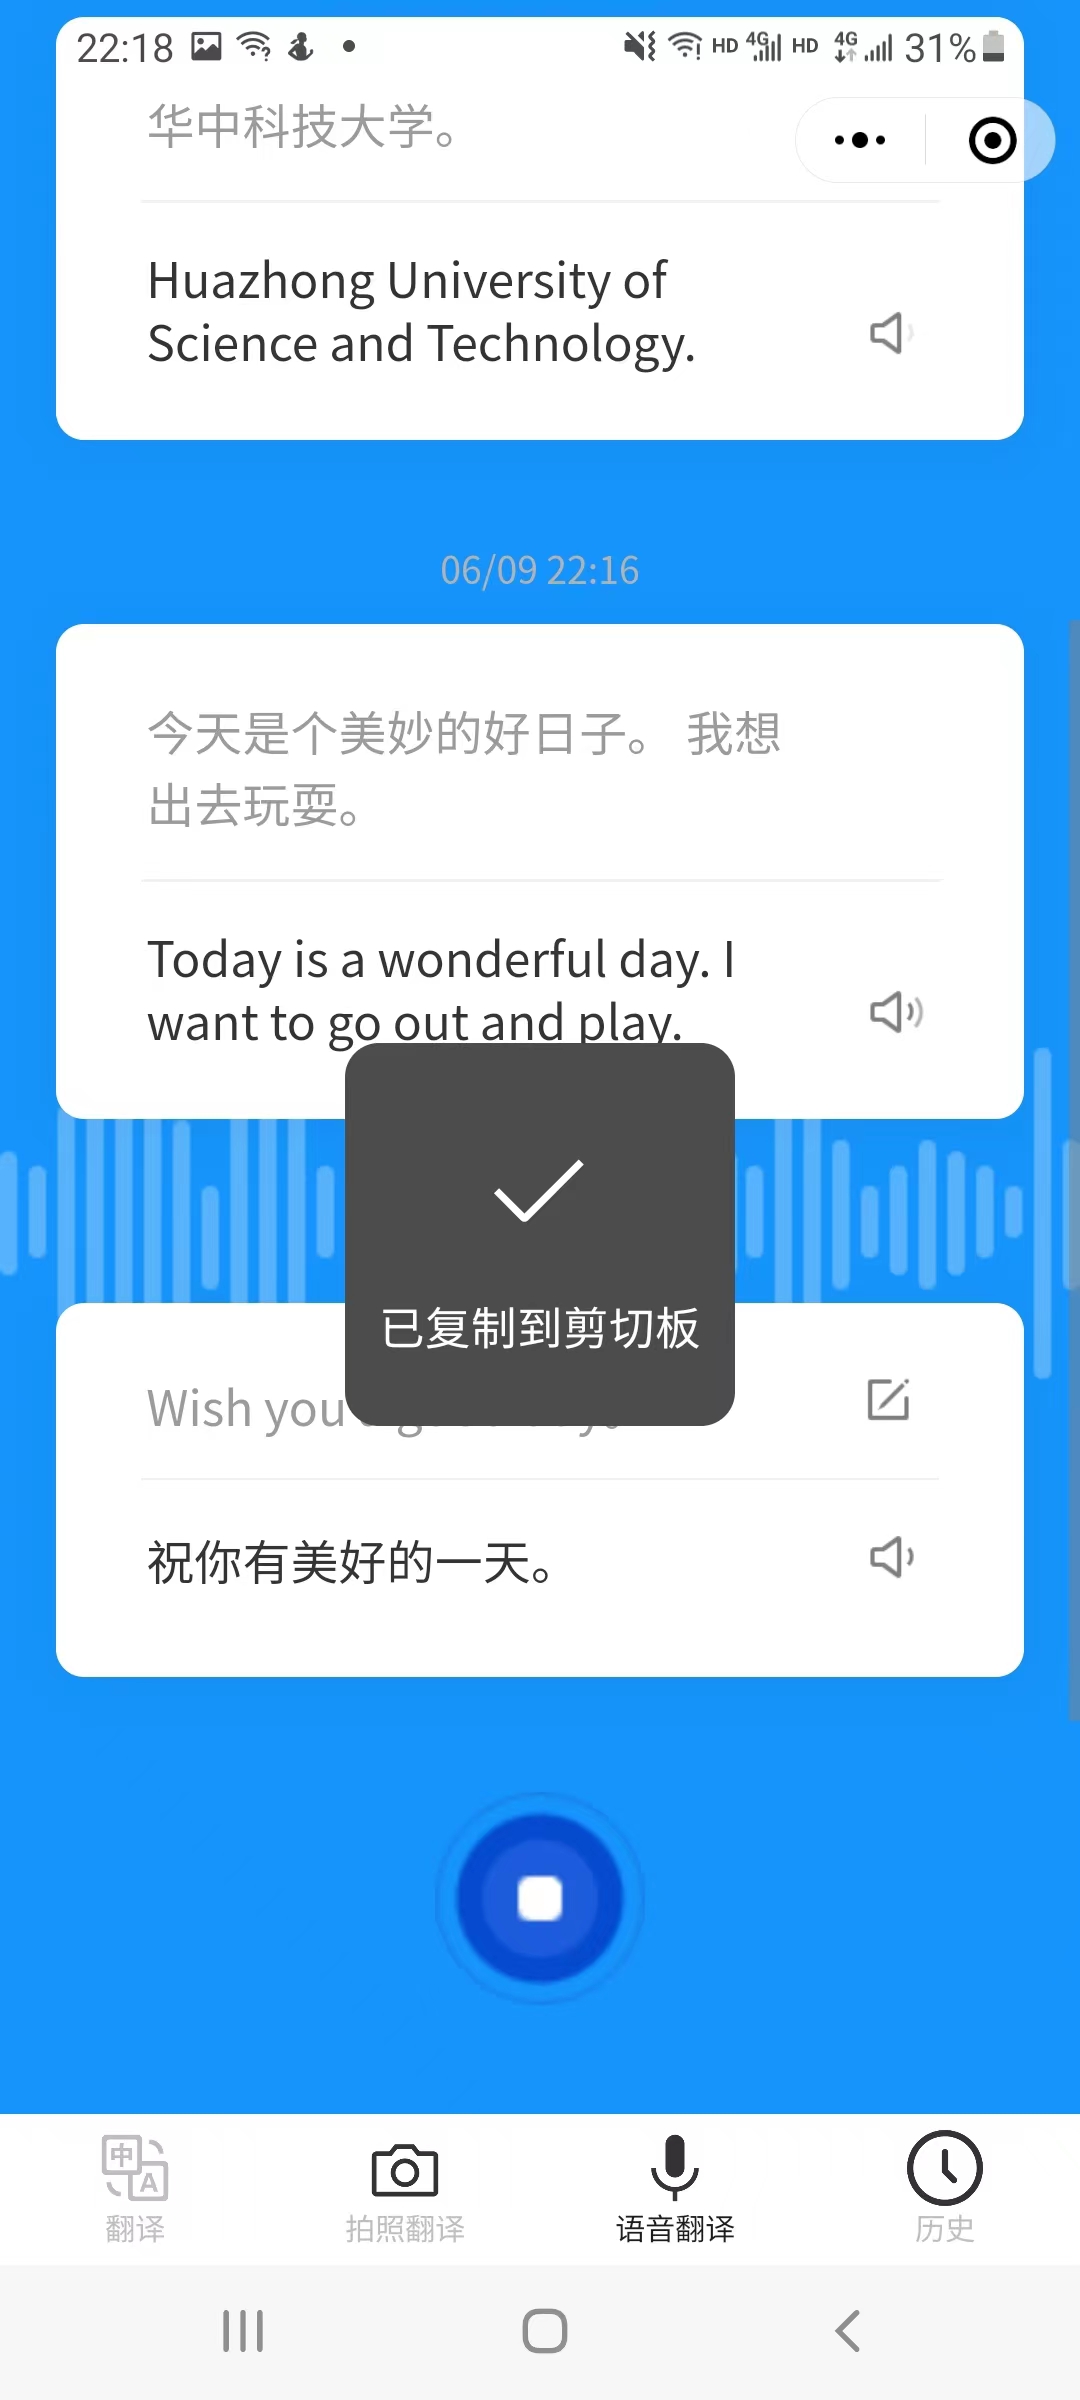 22:18 HD 4G HD 4G 31%
华中科技大学。
Huazhong University of
Science and Technology.
06/09 22:16
今天是个美妙的好日子。 我想
出去玩耍。
Today is a wonderful day. I
want to go out and play.
已复制到剪切板
Wish you
祝你有美好的一天。
中 A
翻译 拍照翻译 语音翻译 历史